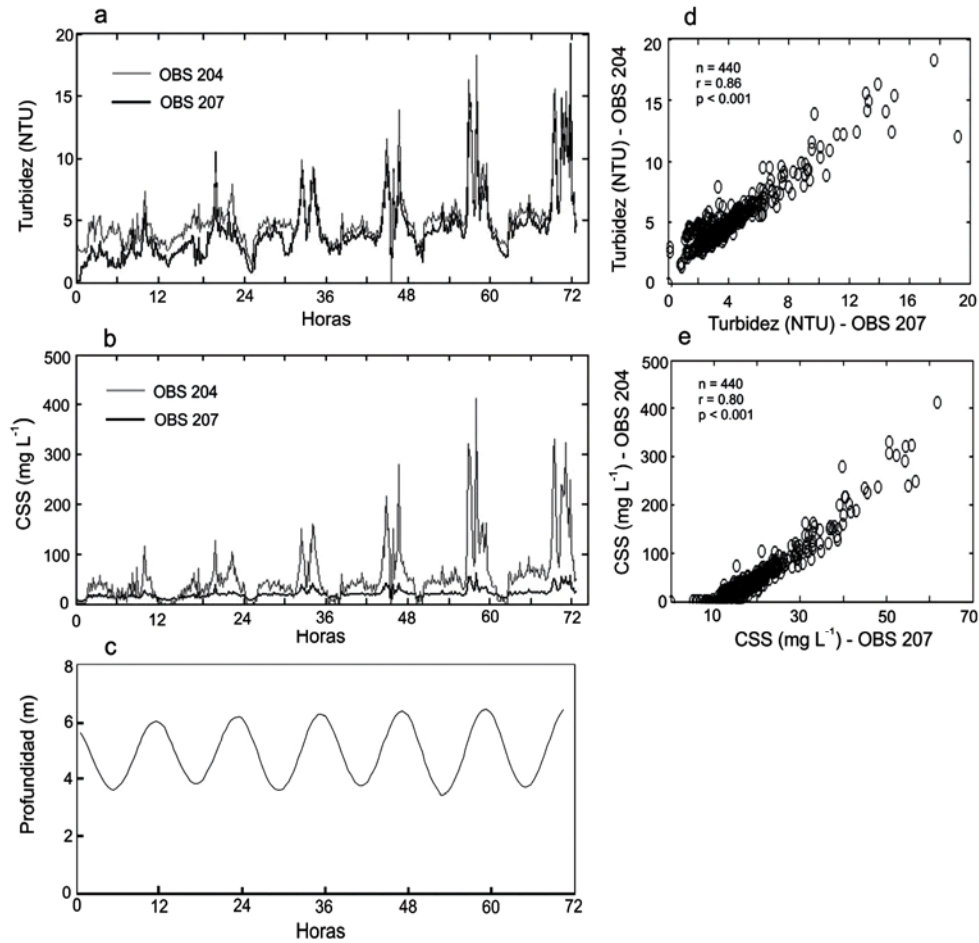 a
Turbidez (NTU)
20
15
10
5
0
OBS 204
OBS 207
0 12 24 36 48 60 72
Horas
b
CSS (mg L-1)
500
400
300
200
100
0
OBS 204
OBS 207
0 12 24 36 48 60 72
Horas
c
Profundidad (m)
8
6
4
2
0
0 12 24 36 48 60 72
Horas
d
Turbidez (NTU) - OBS 204
20
15
10
5
0
n = 440
r = 0.86
p < 0.001
0 4 8 12 16 20
Turbidez (NTU) - OBS 207
e
CSS (mg L-1) - OBS 204
500
400
300
200
100
0
n = 440
r = 0.80
p < 0.001
10 30 50 70
CSS (mg L-1) - OBS 207